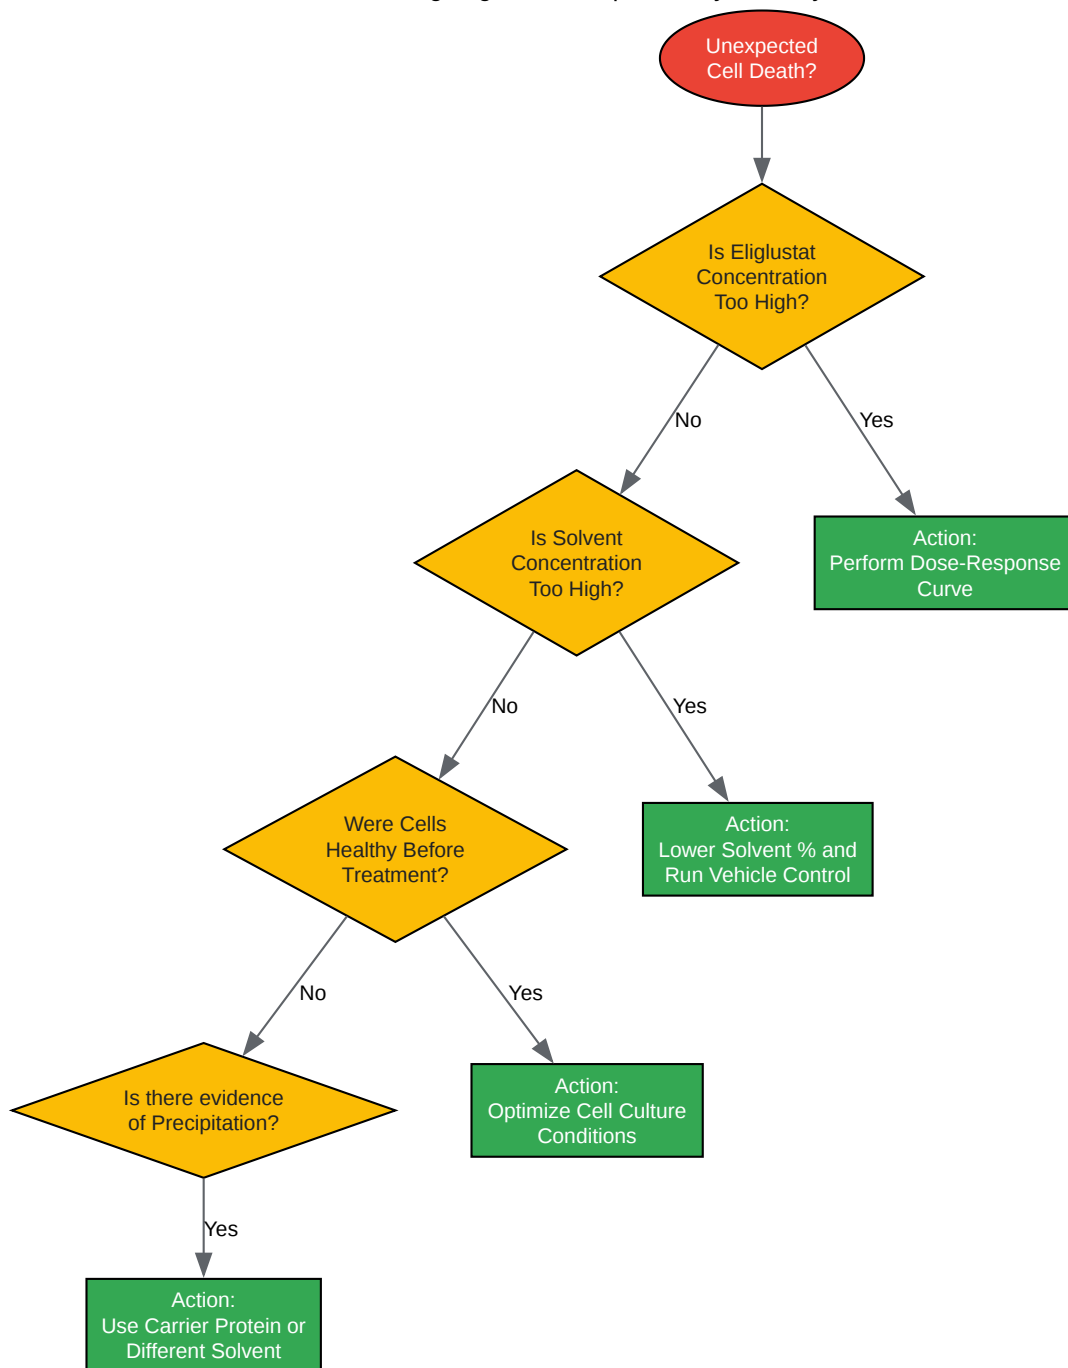 Unexpected
Cell Death?
Is Eliglustat
Concentration
Too High?
No
Yes
Is Solvent
Concentration
Too High?
Action:
Perform Dose-Response
Curve
No
Yes
Were Cells
Healthy Before
Treatment?
Action:
Lower Solvent % and
Run Vehicle Control
No
Yes
Is there evidence
of Precipitation?
Action:
Optimize Cell Culture
Conditions
Yes
Action:
Use Carrier Protein or
Different Solvent